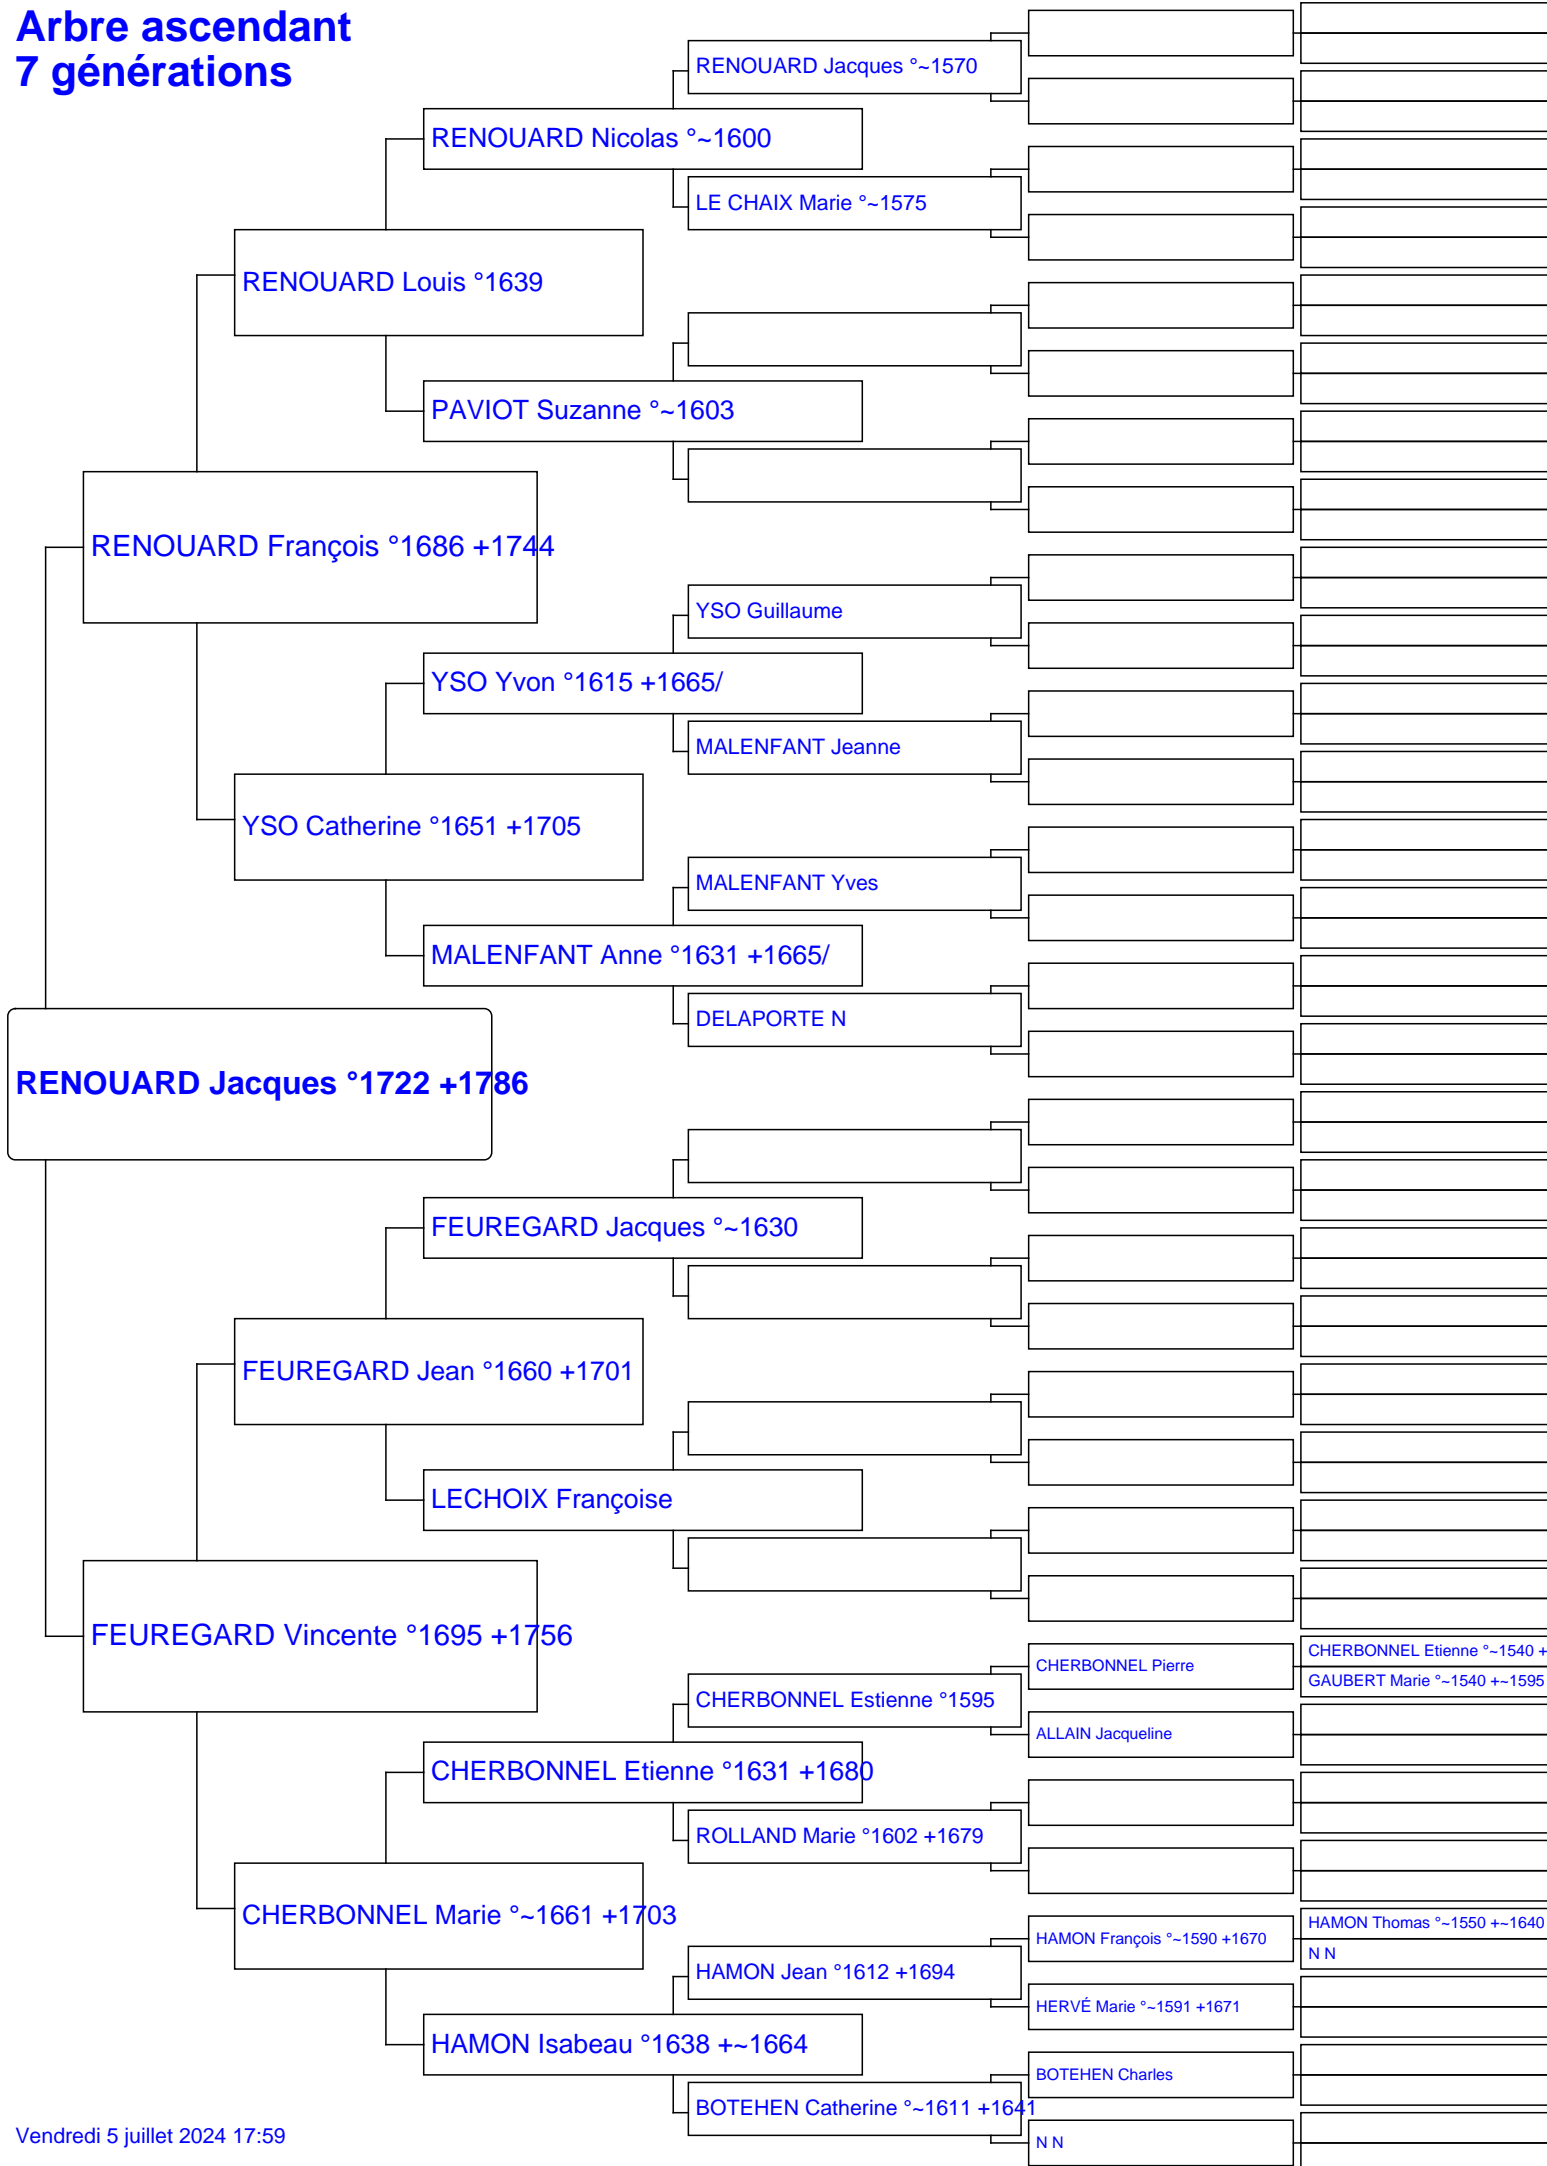 Arbre ascendant
7 générations
RENOUARD Jacques °~1570
RENOUARD Nicolas °~1600
LE CHAIX Marie °~1575
RENOUARD Louis °1639
PAVIOT Suzanne °~1603
RENOUARD François °1686 +1744
YSO Guillaume
YSO Yvon °1615 +1665/
MALENFANT Jeanne
YSO Catherine °1651 +1705
MALENFANT Yves
MALENFANT Anne °1631 +1665/
DELAPORTE N
RENOUARD Jacques °1722 +1786
FEUREGARD Jacques °~1630
FEUREGARD Jean °1660 +1701
LECHOIX Françoise
FEUREGARD Vincente °1695 +1756
CHERBONNEL Etienne °~1540 +
CHERBONNEL Pierre
GAUBERT Marie °~1540 +~1595
CHERBONNEL Estienne °1595
ALLAIN Jacqueline
CHERBONNEL Etienne °1631 +1680
ROLLAND Marie °1602 +1679
CHERBONNEL Marie °~1661 +1703
HAMON Thomas °~1550 +~1640
HAMON François °~1590 +1670
N N
HAMON Jean °1612 +1694
HERVÉ Marie °~1591 +1671
HAMON Isabeau °1638 +~1664
BOTEHEN Charles
BOTEHEN Catherine °~1611 +1641
N N
Vendredi 5 juillet 2024 17:59